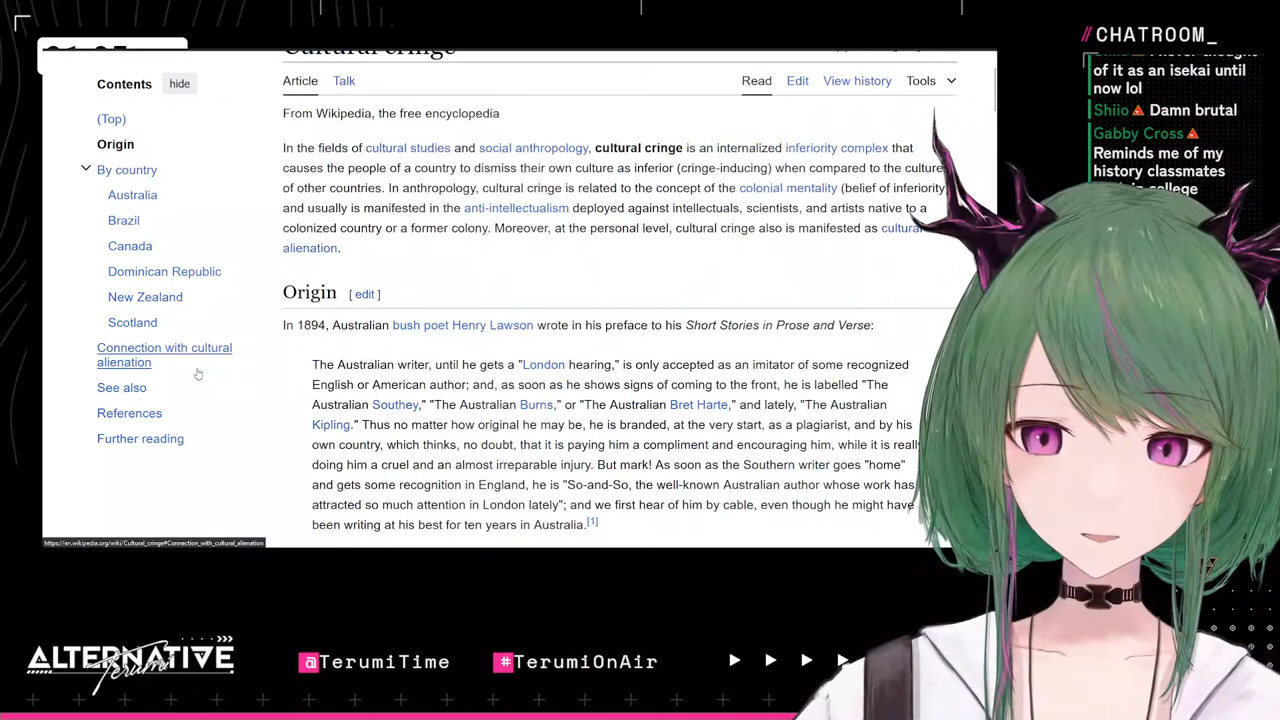 Cultural cringe
Contents hide
(Top)
Origin
By country
Australia
Brazil
Canada
Dominican Republic
New Zealand
Scotland
Connection with cultural
alienation
See also
References
Further reading
Article Talk
Read Edit View history Tools
From Wikipedia, the free encyclopedia
In the fields of cultural studies and social anthropology, cultural cringe is an internalized inferiority complex that
causes the people of a country to dismiss their own culture as inferior (cringe-inducing) when compared to the culture
of other countries. In anthropology, cultural cringe is related to the concept of the colonial mentality (belief of inferiority
and usually is manifested in the anti-intellectualism deployed against intellectuals, scientists, and artists native to a
colonized country or a former colony. Moreover, at the personal level, cultural cringe also is manifested as cultural
alienation.
Origin [ edit ]
In 1894, Australian bush poet Henry Lawson wrote in his preface to his Short Stories in Prose and Verse:
The Australian writer, until he gets a "London hearing," is only accepted as an imitator of some recognized
English or American author; and, as soon as he shows signs of coming to the front, he is labelled "The
Australian Southey," "The Australian Burns," or "The Australian Bret Harte," and lately, "The Australian
Kipling." Thus no matter how original he may be, he is branded, at the very start, as a plagiarist, and by his
own country, which thinks, no doubt, that it is paying him a compliment and encouraging him, while it is really
doing him a cruel and an almost irreparable injury. But mark! As soon as the Southern writer goes "home"
and gets some recognition in England, he is "So-and-So, the well-known Australian author whose work has
attracted so much attention in London lately"; and we first hear of him by cable, even though he might have
been writing at his best for ten years in Australia.[1]
https://en.wikipedia.org/wiki/Cultural_cringe#Connection_with_cultural_alienation
//CHATROOM_
of it as an isekai until
now lol
Shiio Damn brutal
Gabby Cross
Reminds me of my
history classmates
college
ALTERNATIVE
Terumi
@TerumiTime
#TerumiOnAir